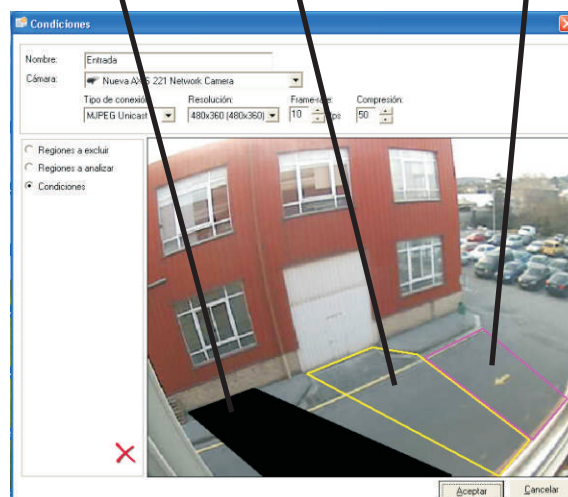 Condiciones
Nombre: Entrada
Cámara: Nueva AXIS 221 Network Camera
Tipo de conexión: Resolución: Frame-rate: Compresión:
MJPEG Unicast 480x360 (480x360) 10 fps 50
Regiones a excluir
Regiones a analizar
Condiciones
Aceptar Cancelar